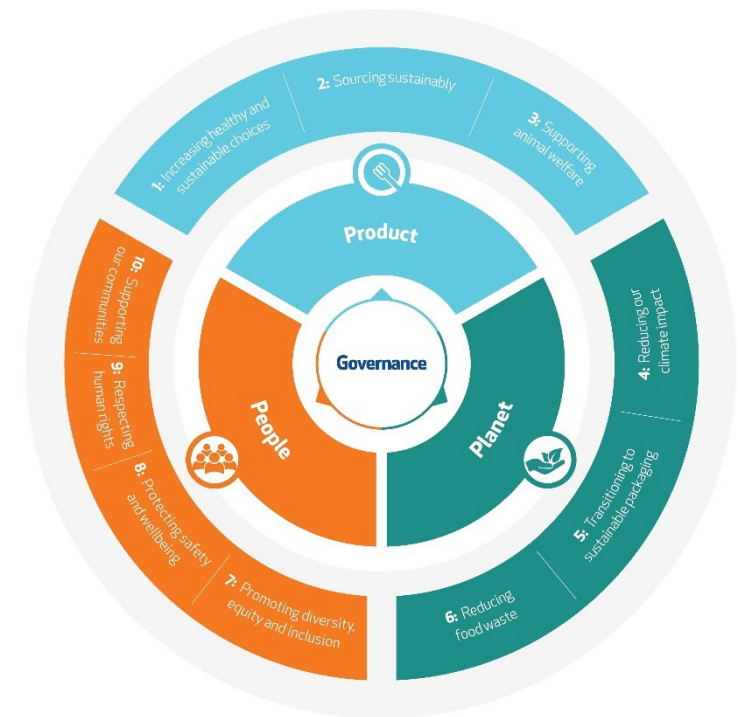 1: Increasing healthy and
sustainable choices
2: Sourcing sustainably
3: Supporting
animal welfare
Product
10: Supporting
our communities
4: Reducing our
climate impact
Governance
9: Respecting
human rights
People
Planet
8: Protecting safety
and wellbeing
5: Transitioning to
sustainable packaging
7: Promoting diversity,
equity and inclusion
6: Reducing
food waste